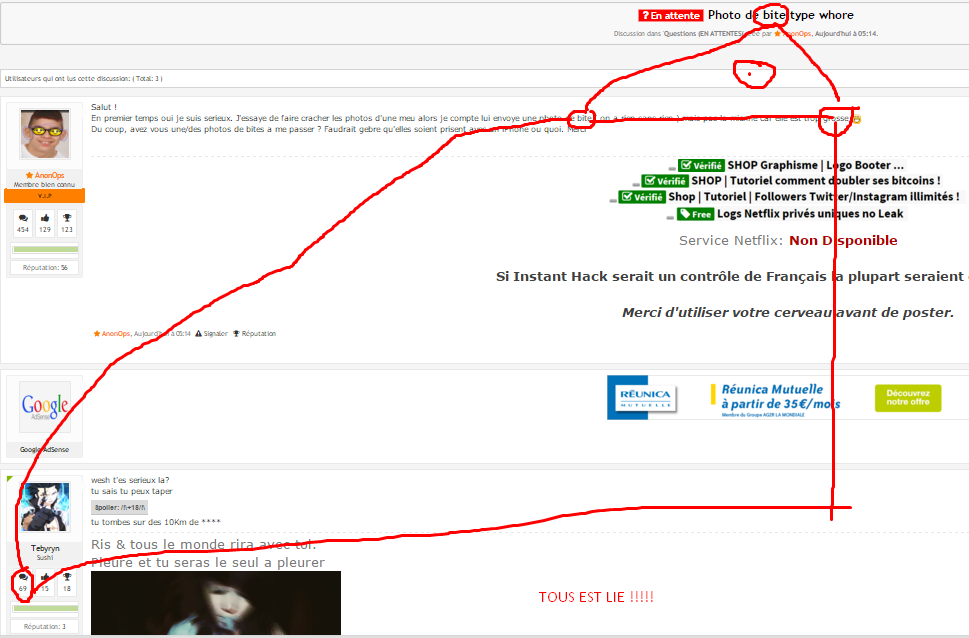 ? En attente Photo de bite type whore
Discussion dans 'Questions (EN ATTENTES)' créé par AnonOps, Aujourd'hui à 05:14.
Utilisateurs qui ont lus cette discussion: ( Total: 3 )
Salut !
En premier temps oui je suis serieux. J'essaye de faire cracher les photos d'une meu alors je compte lui envoye une photo de bite ( on a rien sans rien ) mais pas la mienne car elle est trop grosse
Du coup, avez vous une/des photos de bites a me passer ? Faudrait gebre qu'elles soient prisent avec un iPhone ou quoi. Merci
AnonOps
Membre bien connu
V.I.P
454 129 123
Réputation: 56
Vérifié SHOP Graphisme | Logo Booter ...
Vérifié SHOP | Tutoriel comment doubler ses bitcoins !
Vérifié Shop | Tutoriel | Followers Twitter/Instagram illimités !
Free Logs Netflix privés uniques no Leak
Service Netflix: Non Disponible
Si Instant Hack serait un contrôle de Français la plupart seraient
Merci d'utiliser votre cerveau avant de poster.
AnonOps, Aujourd'hui à 05:14 Signaler Réputation
Google
AdSense
Google AdSense
RÉUNICA
MUTUELLE
Réunica Mutuelle
à partir de 35€/mois
Membre du Groupe AG2R LA MONDIALE
Découvrez
notre offre
wesh t'es serieux la?
tu sais tu peux taper
Spoiler: /!\+18/!\
tu tombes sur des 10Km de ****
Tebyryn
Sushi
69 15 18
Réputation: 3
Ris & tous le monde rira avec toi.
Pleure et tu seras le seul a pleurer
TOUS EST LIE !!!!!